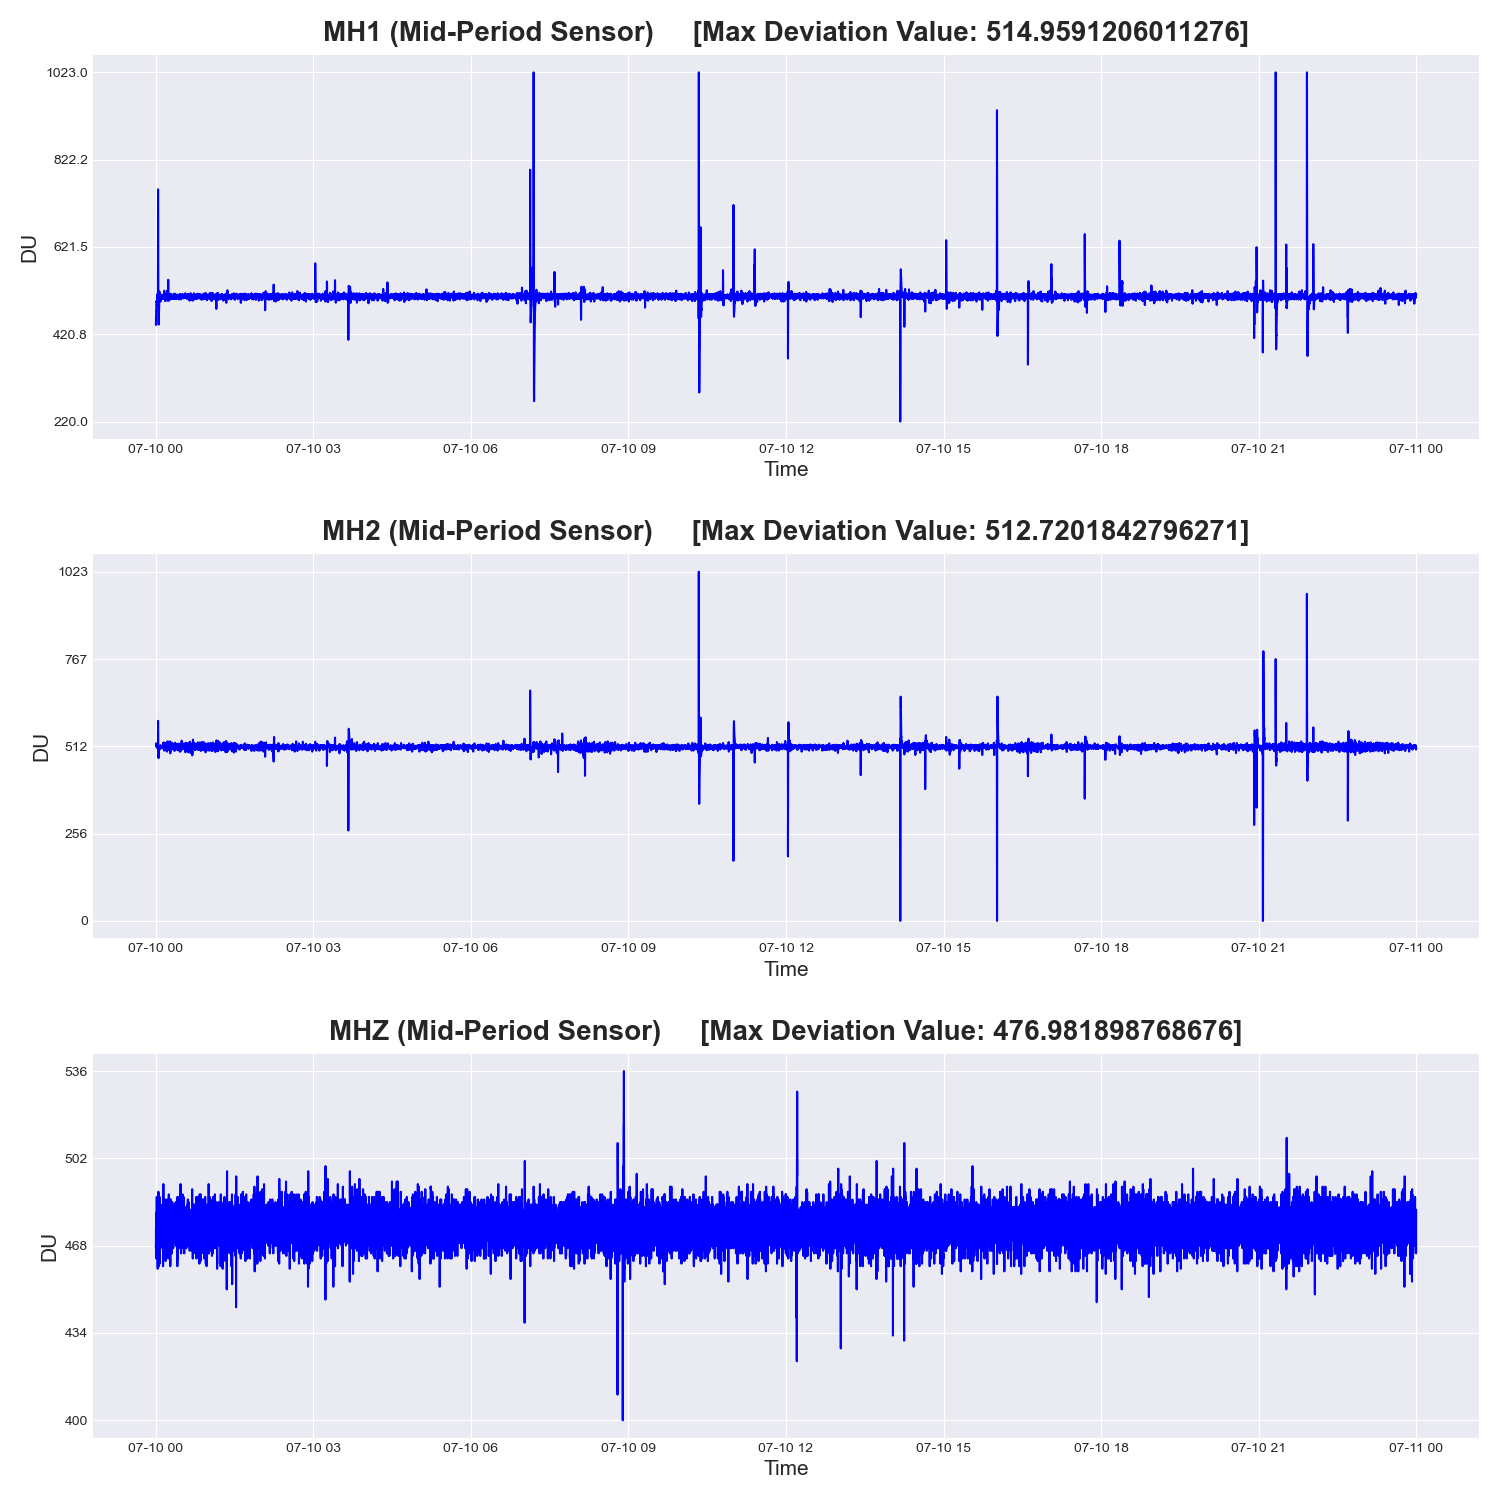 MH1 (Mid-Period Sensor) [Max Deviation Value: 514.9591206011276]
1023.0
822.2
621.5
420.8
220.0
DU
07-10 00 07-10 03 07-10 06 07-10 09 07-10 12 07-10 15 07-10 18 07-10 21 07-11 00
Time
MH2 (Mid-Period Sensor) [Max Deviation Value: 512.7201842796271]
1023
767
512
256
0
DU
07-10 00 07-10 03 07-10 06 07-10 09 07-10 12 07-10 15 07-10 18 07-10 21 07-11 00
Time
MHZ (Mid-Period Sensor) [Max Deviation Value: 476.981898768676]
536
502
468
434
400
DU
07-10 00 07-10 03 07-10 06 07-10 09 07-10 12 07-10 15 07-10 18 07-10 21 07-11 00
Time